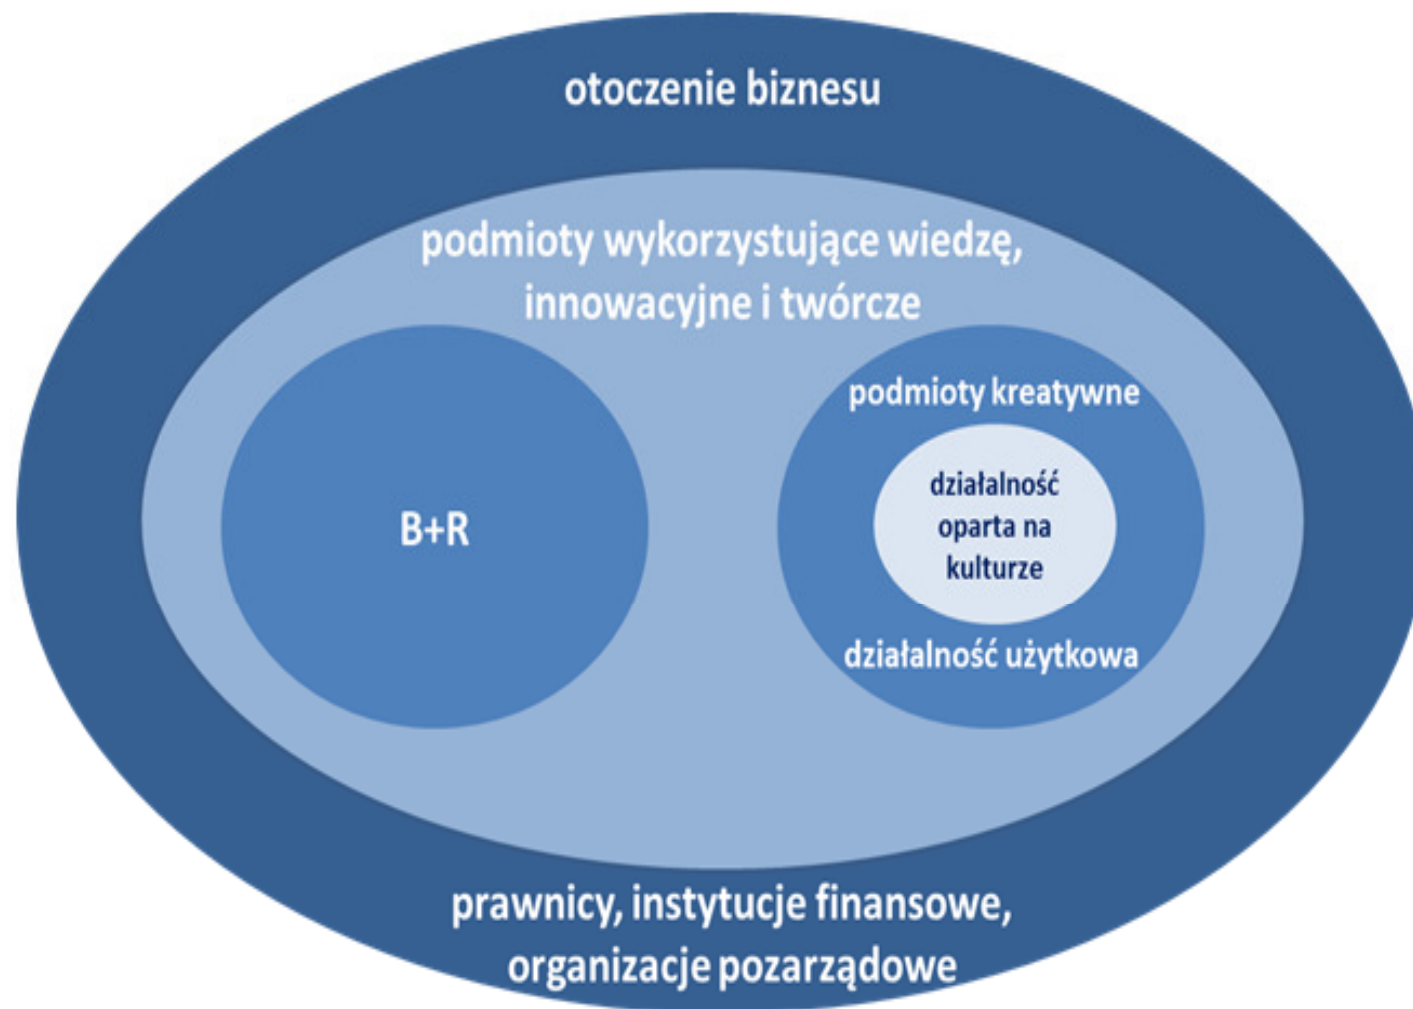 otoczenie biznesu
podmioty wykorzystujące wiedzę,
innowacyjne i twórcze
B+R
podmioty kreatywne
działalność
oparta na
kulturze
działalność użytkowa
prawnicy, instytucje finansowe,
organizacje pozarządowe